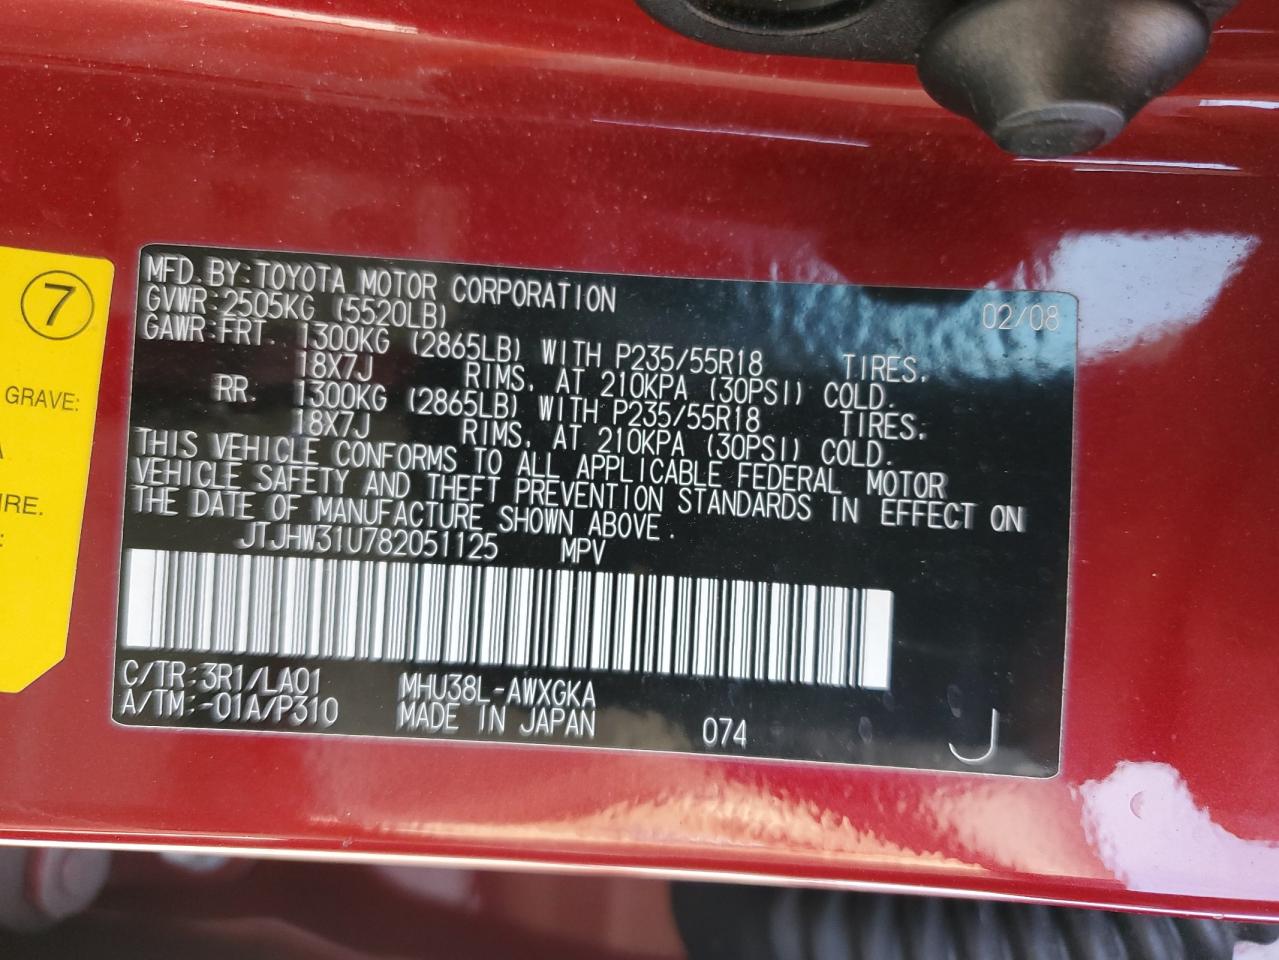 MFD. BY: TOYOTA MOTOR CORPORATION 02/08
GVWR: 2505KG (5520LB)
GAWR: FRT. 1300KG (2865LB) WITH P235/55R18 TIRES,
18X7J RIMS, AT 210KPA (30PSI) COLD.
RR. 1300KG (2865LB) WITH P235/55R18 TIRES,
18X7J RIMS, AT 210KPA (30PSI) COLD.
THIS VEHICLE CONFORMS TO ALL APPLICABLE FEDERAL MOTOR
VEHICLE SAFETY AND THEFT PREVENTION STANDARDS IN EFFECT ON
THE DATE OF MANUFACTURE SHOWN ABOVE.
JTJHW31U782051125 MPV
C/TR: 3R1/LA01 MHU38L-AWXGKA
A/TM: -01A/P310 MADE IN JAPAN 074 J
7
GRAVE:
IRE.